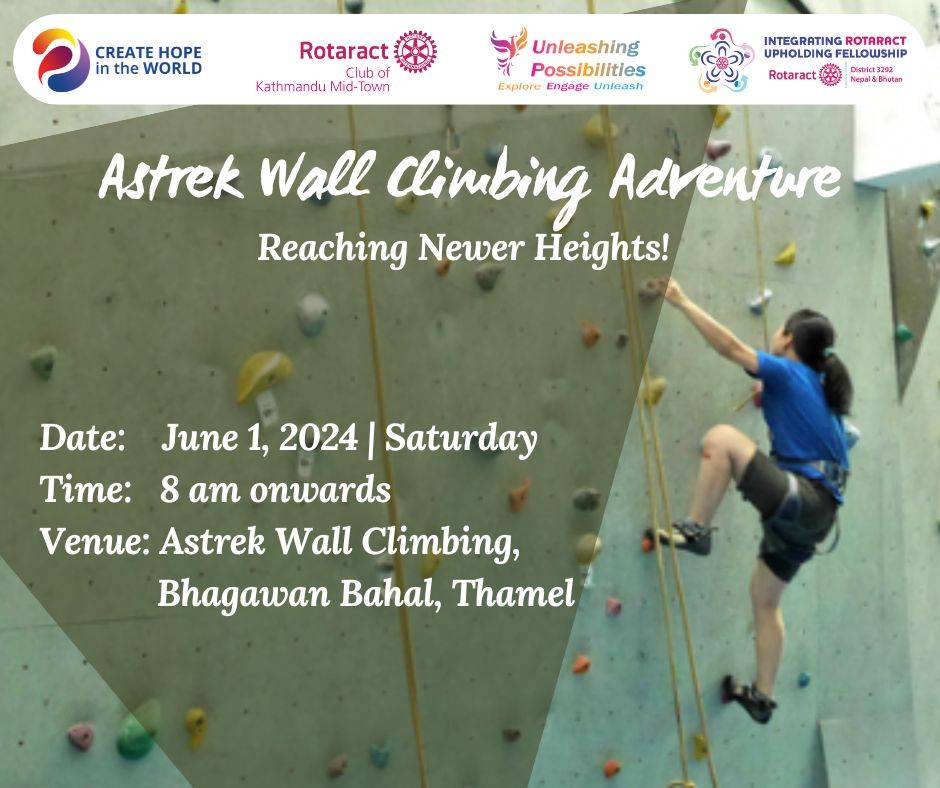 CREATE HOPE
in the WORLD
Rotaract
Club of
Kathmandu Mid-Town
Unleashing
Possibilities
Explore Engage Unleash
INTEGRATING ROTARACT
UPHOLDING FELLOWSHIP
Rotaract
District 3292
Nepal & Bhutan
Astrek Wall Climbing Adventure
Reaching Newer Heights!
Date: June 1, 2024 | Saturday
Time: 8 am onwards
Venue: Astrek Wall Climbing,
Bhagawan Bahal, Thamel